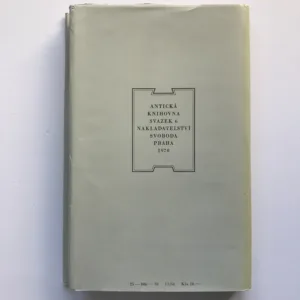 ANTICKÁ
KNIHOVNA
SVAZEK 6
NAKLADATELSTVÍ
SVOBODA
PRAHA
1970